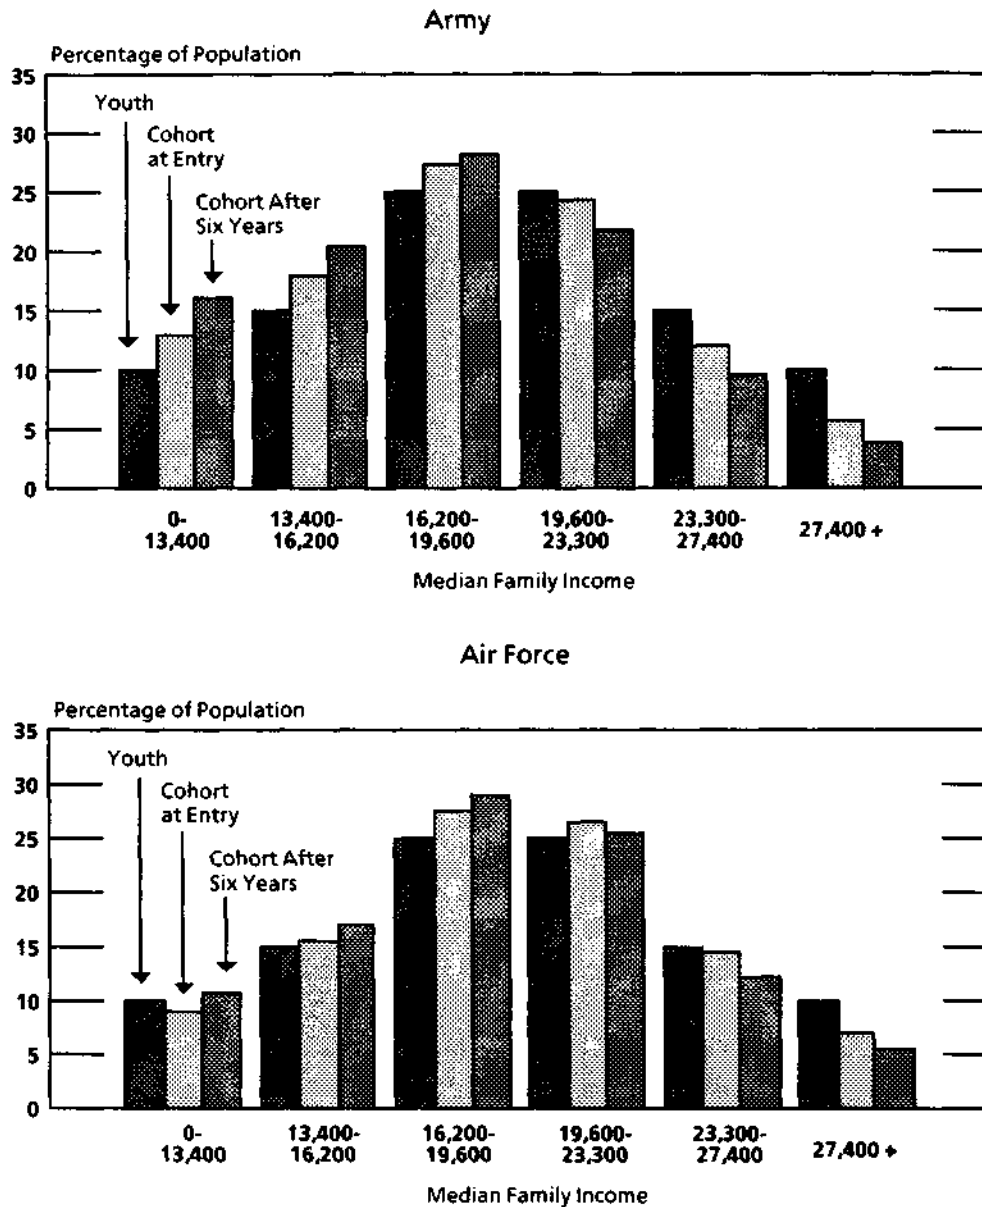 Army
Percentage of Population
35
30
25
20
15
10
5
0
Youth
Cohort
at Entry
Cohort After
Six Years
0-
13,400
13,400-
16,200
16,200-
19,600
19,600-
23,300
23,300-
27,400
27,400 +
Median Family Income
Air Force
Percentage of Population
35
30
25
20
15
10
5
0
Youth
Cohort
at Entry
Cohort After
Six Years
0-
13,400
13,400-
16,200
16,200-
19,600
19,600-
23,300
23,300-
27,400
27,400 +
Median Family Income